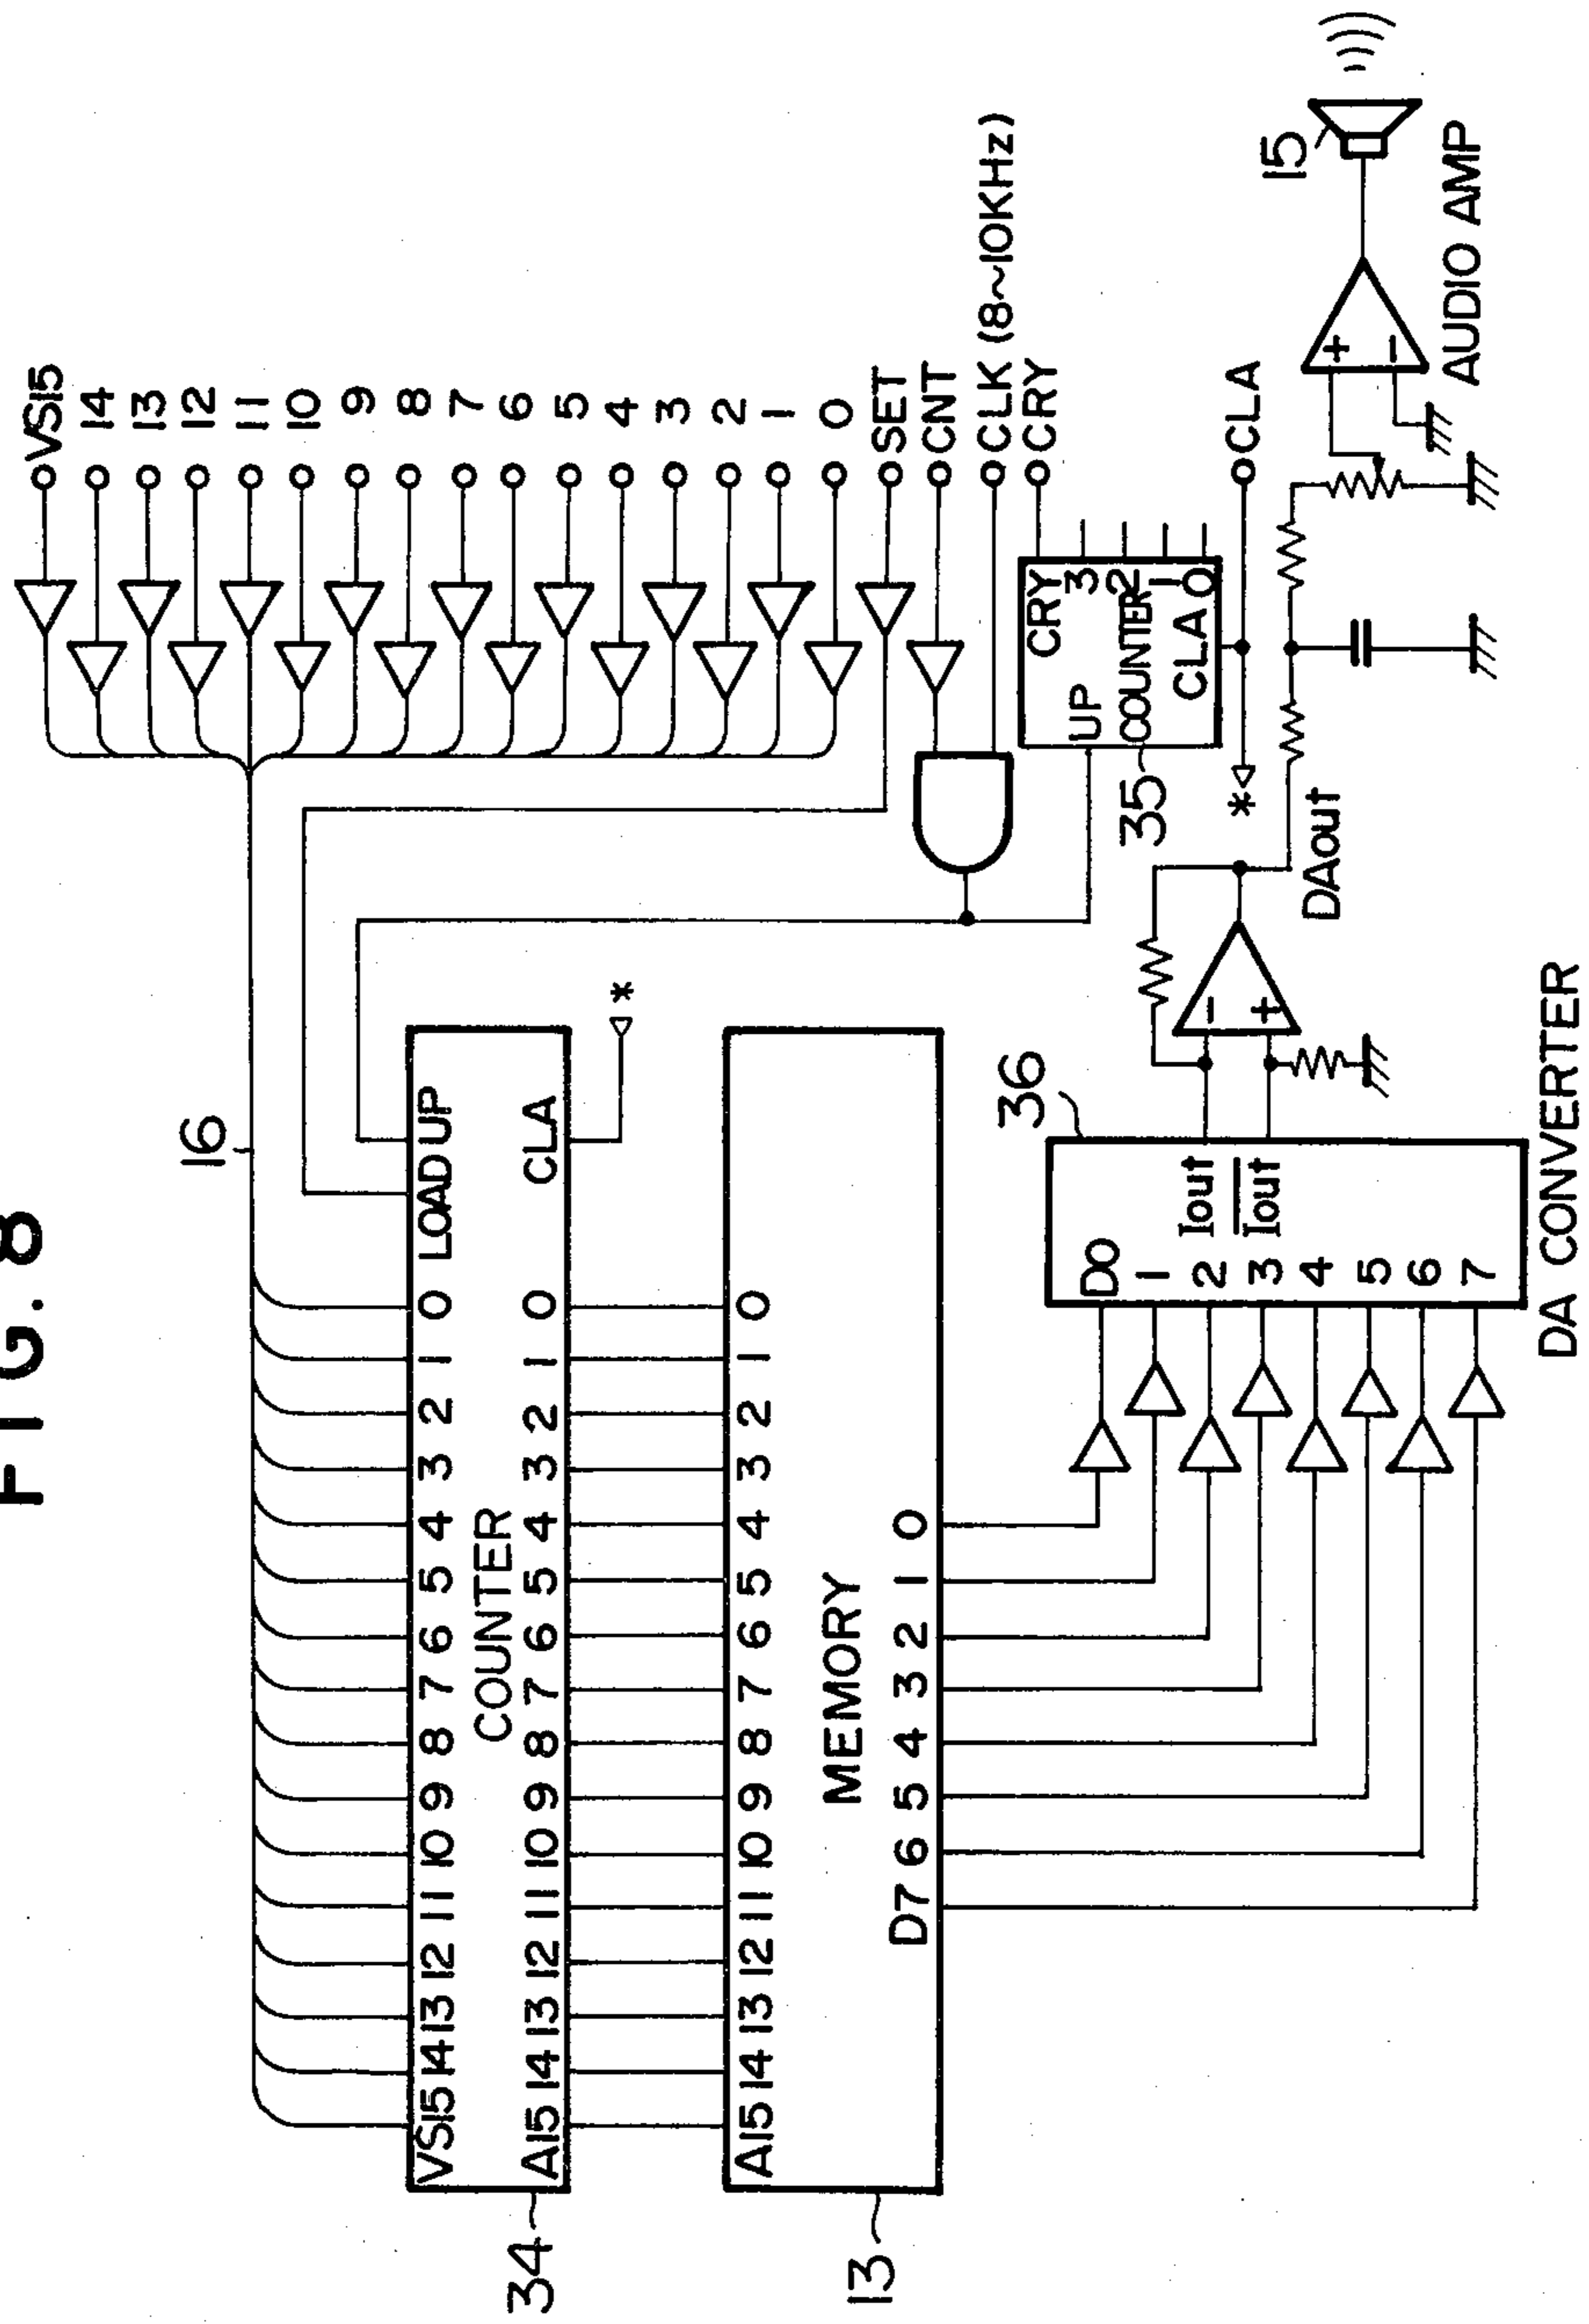 FIG. 8
16
VS15 14 13 12 11 10 9 8 7 6 5 4 3 2 1 0 SET CNT CLK (8~10KHz) CRY
CLA
VS15 14 13 12 11 10 9 8 7 6 5 4 3 2 1 0 LOAD UP
COUNTER
A15 14 13 12 11 10 9 8 7 6 5 4 3 2 1 0 CLA
*
34
A15 14 13 12 11 10 9 8 7 6 5 4 3 2 1 0
MEMORY
D7 6 5 4 3 2 1 0
13
CRY
3
2
1
0
UP
COUNTER
CLA
35
*
36
D0
1
2
3
4
5
6
7
Iout
Iout
DA CONVERTER
-
+
DAout
+
-
AUDIO AMP
15